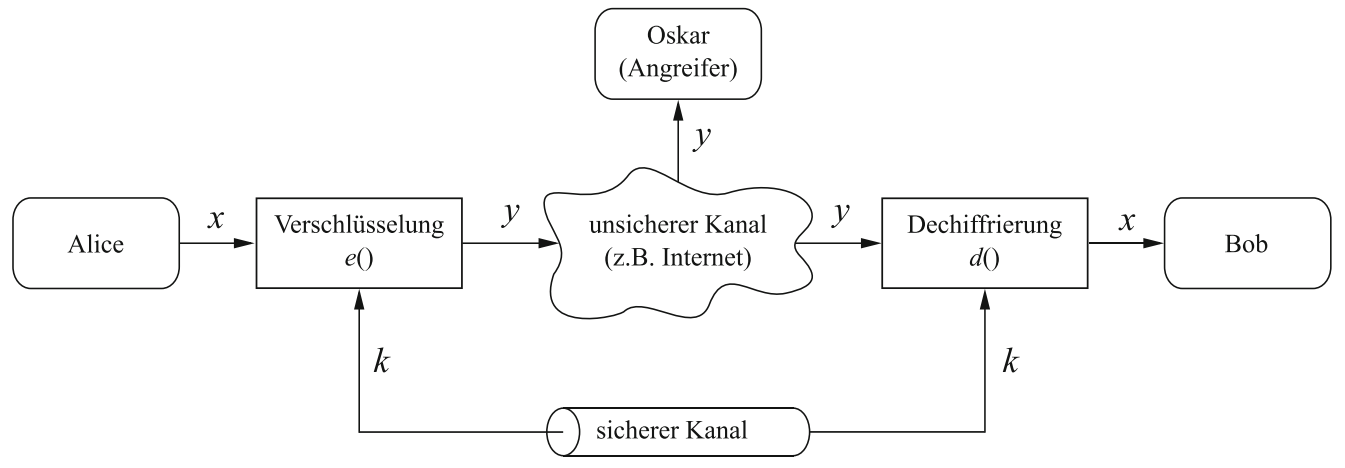 Oskar
(Angreifer)
y
Alice
x
Verschlüsselung
e()
y
unsicherer Kanal
(z.B. Internet)
y
Dechiffrierung
d()
x
Bob
k
k
sicherer Kanal